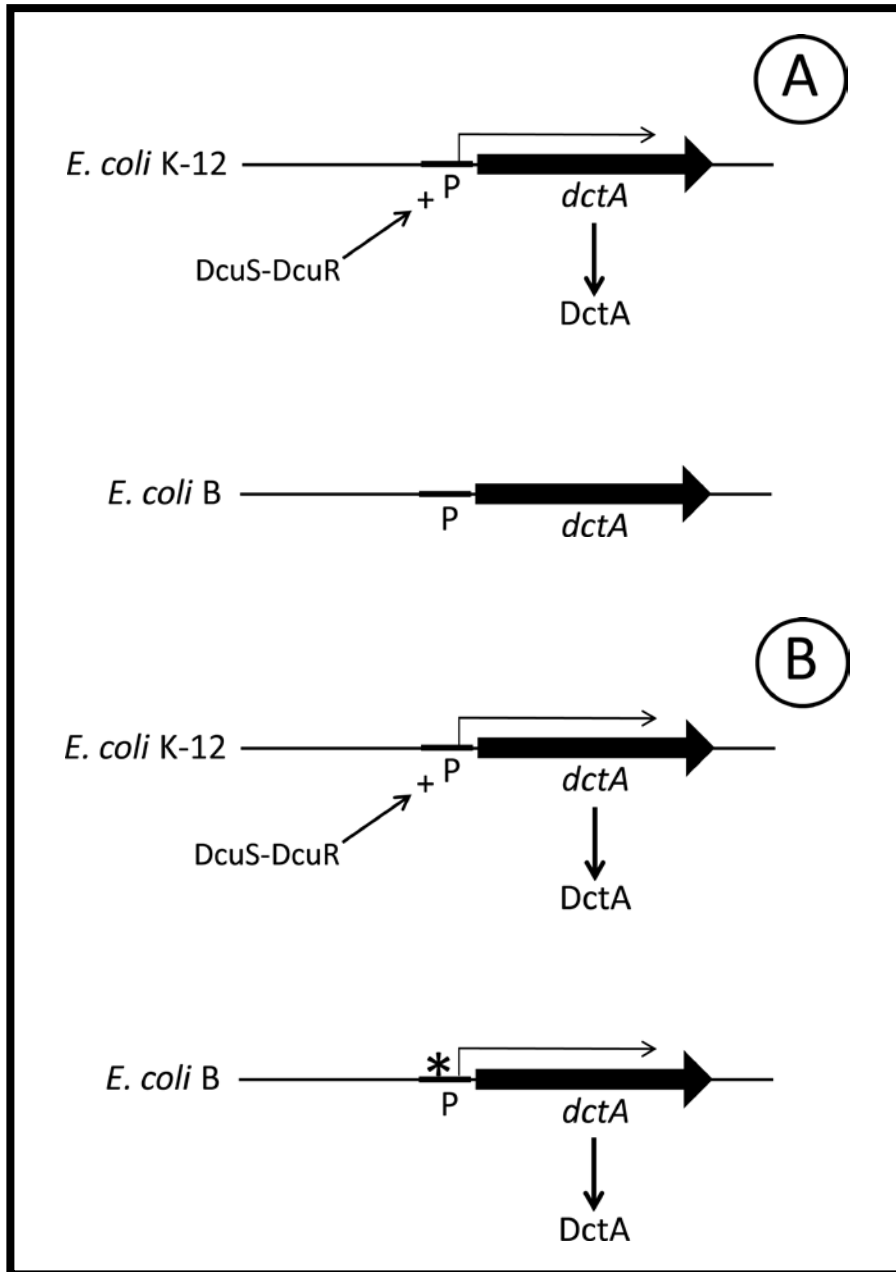 A
E. coli K-12
P
+
dctA
DcuS-DcuR
DctA
E. coli B
P
dctA
B
E. coli K-12
P
+
dctA
DcuS-DcuR
DctA
*
E. coli B
P
dctA
DctA